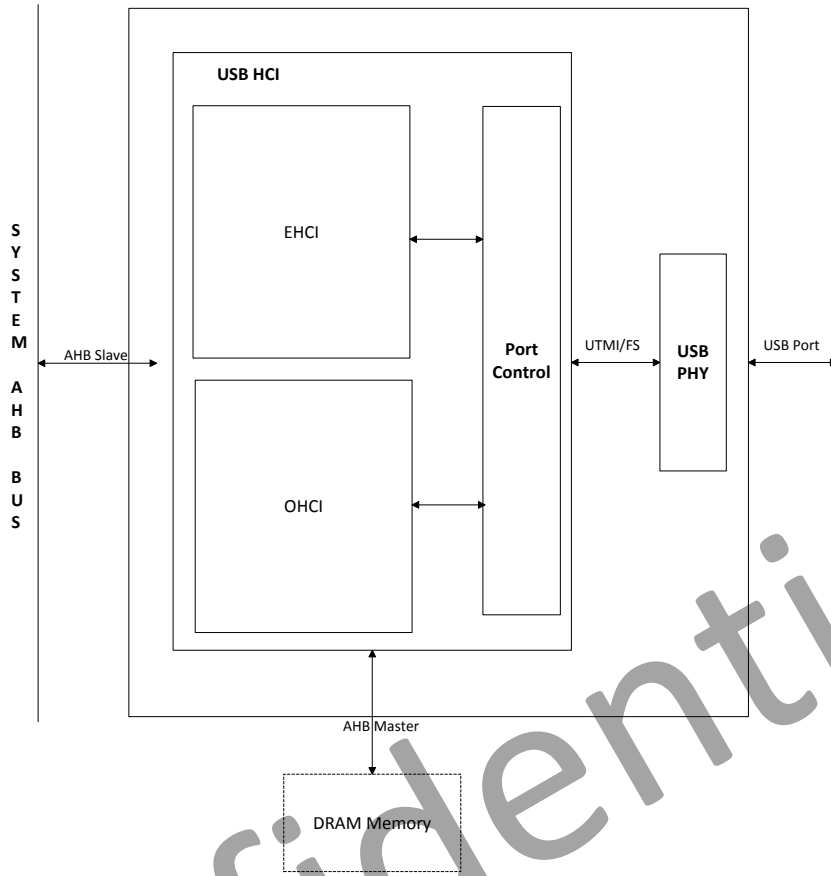 USB HCI
EHCI
SYSTEM AHB BUS
AHB Slave
Port
Control
UTMI/FS
USB
PHY
USB Port
OHCI
AHB Master
DRAM Memory
fidenti